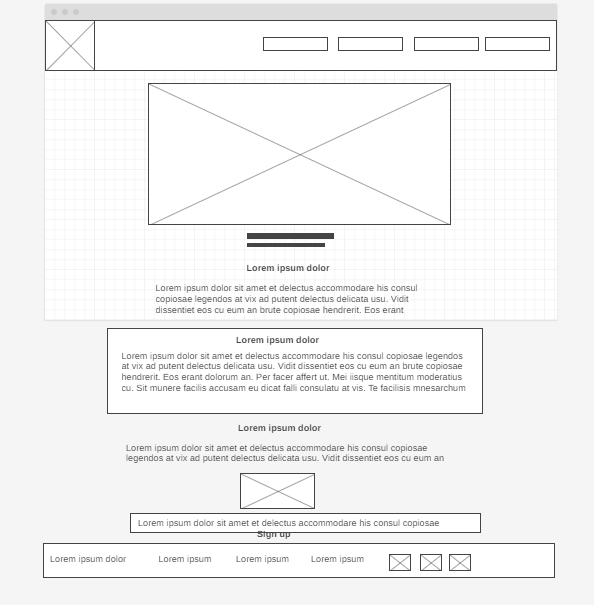 Lorem ipsum dolor
Lorem ipsum dolor sit amet et delectus accommodare his consul
copiosae legendos at vix ad putent delectus delicata usu. Vidit
dissentiet eos cu eum an brute copiosae hendrerit. Eos erant
Lorem ipsum dolor
Lorem ipsum dolor sit amet et delectus accommodare his consul copiosae legendos
at vix ad putent delectus delicata usu. Vidit dissentiet eos cu eum an brute copiosae
hendrerit. Eos erant dolorum an. Per facer affert ut. Mei iisque mentitum moderatius
cu. Sit munere facilis accusam eu dicat falli consulatu at vis. Te facilisis mnesarchum
Lorem ipsum dolor
Lorem ipsum dolor sit amet et delectus accommodare his consul copiosae
legendos at vix ad putent delectus delicata usu. Vidit dissentiet eos cu eum an
Lorem ipsum dolor sit amet et delectus accommodare his consul copiosae
Sign up
Lorem ipsum dolor Lorem ipsum Lorem ipsum Lorem ipsum